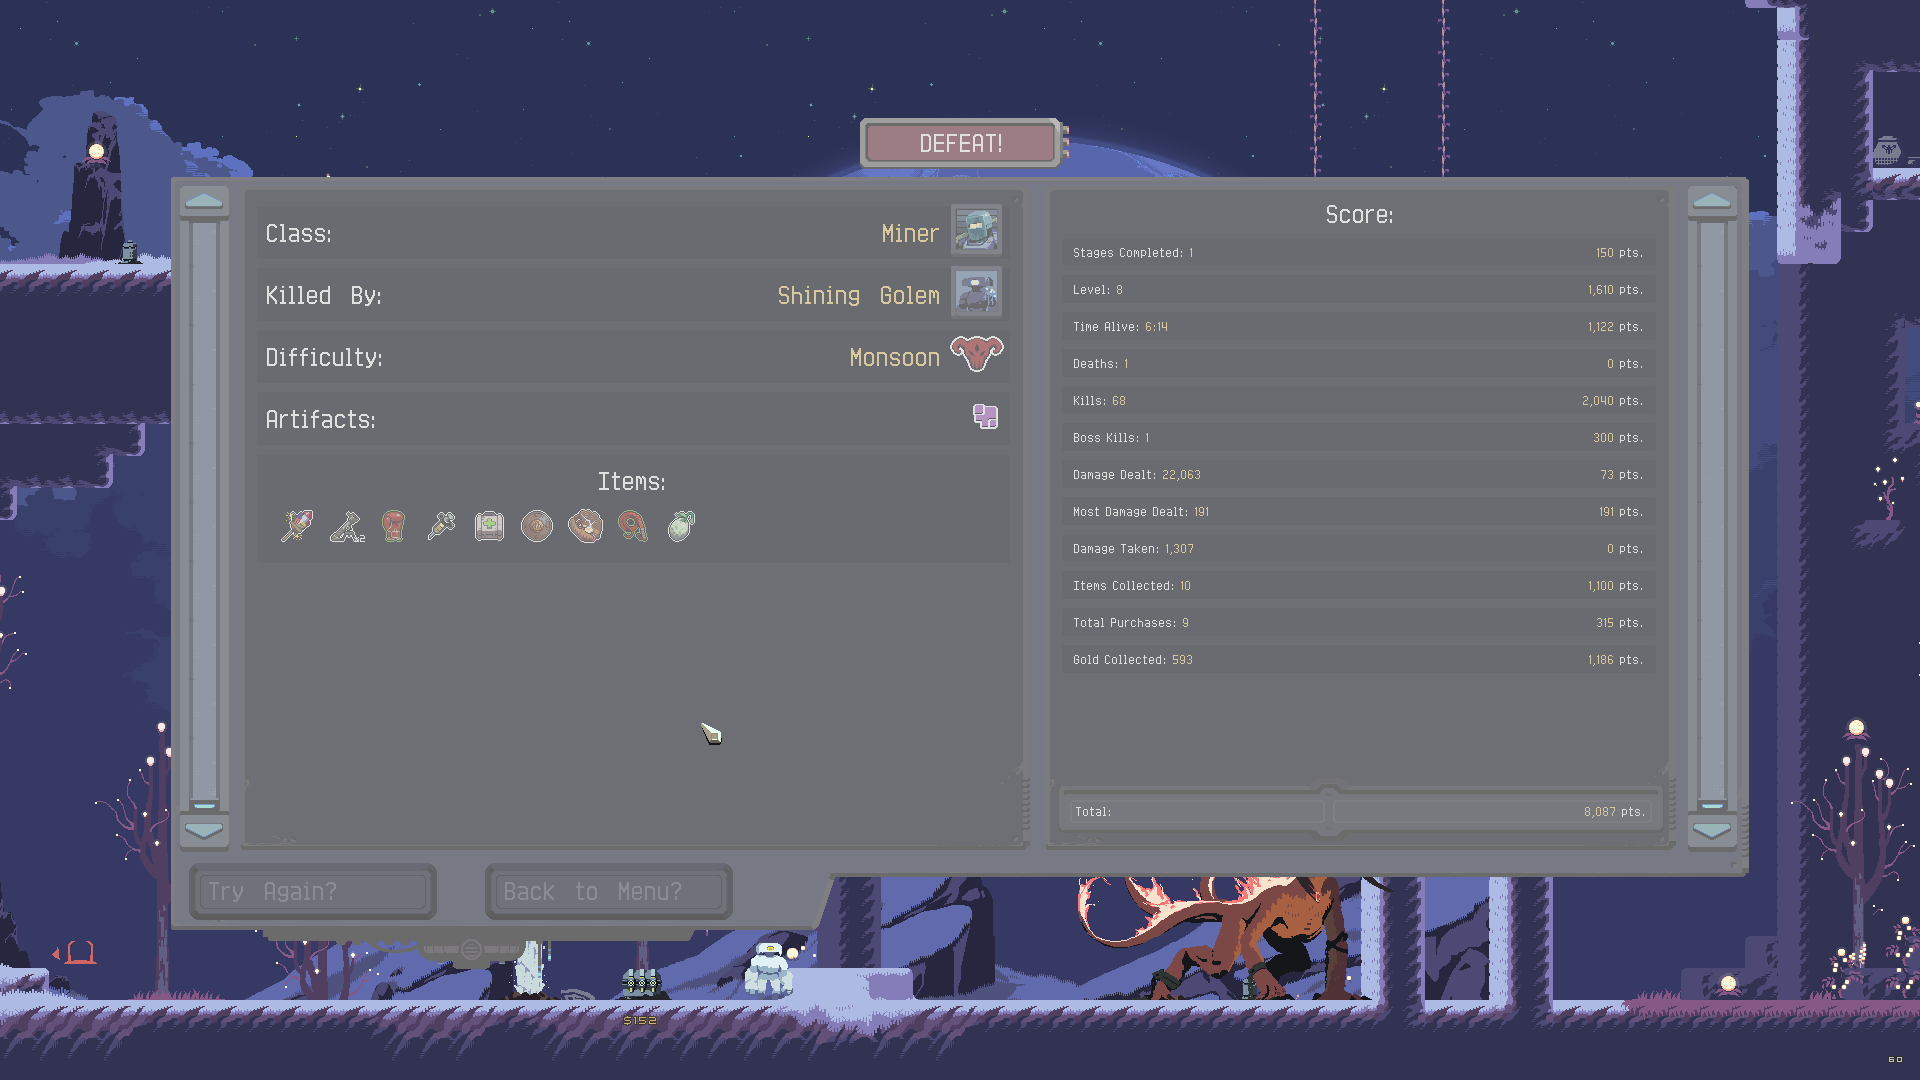 DEFEAT!
Class: Miner
Killed By: Shining Golem
Difficulty: Monsoon
Artifacts:
Items:
x2
Score:
Stages Completed: 1 150 pts.
Level: 8 1,610 pts.
Time Alive: 6:14 1,122 pts.
Deaths: 1 0 pts.
Kills: 68 2,040 pts.
Boss Kills: 1 300 pts.
Damage Dealt: 22,063 73 pts.
Most Damage Dealt: 191 191 pts.
Damage Taken: 1,307 0 pts.
Items Collected: 10 1,100 pts.
Total Purchases: 9 315 pts.
Gold Collected: 593 1,186 pts.
Total: 8,087 pts.
Try Again?
Back to Menu?
$152
60